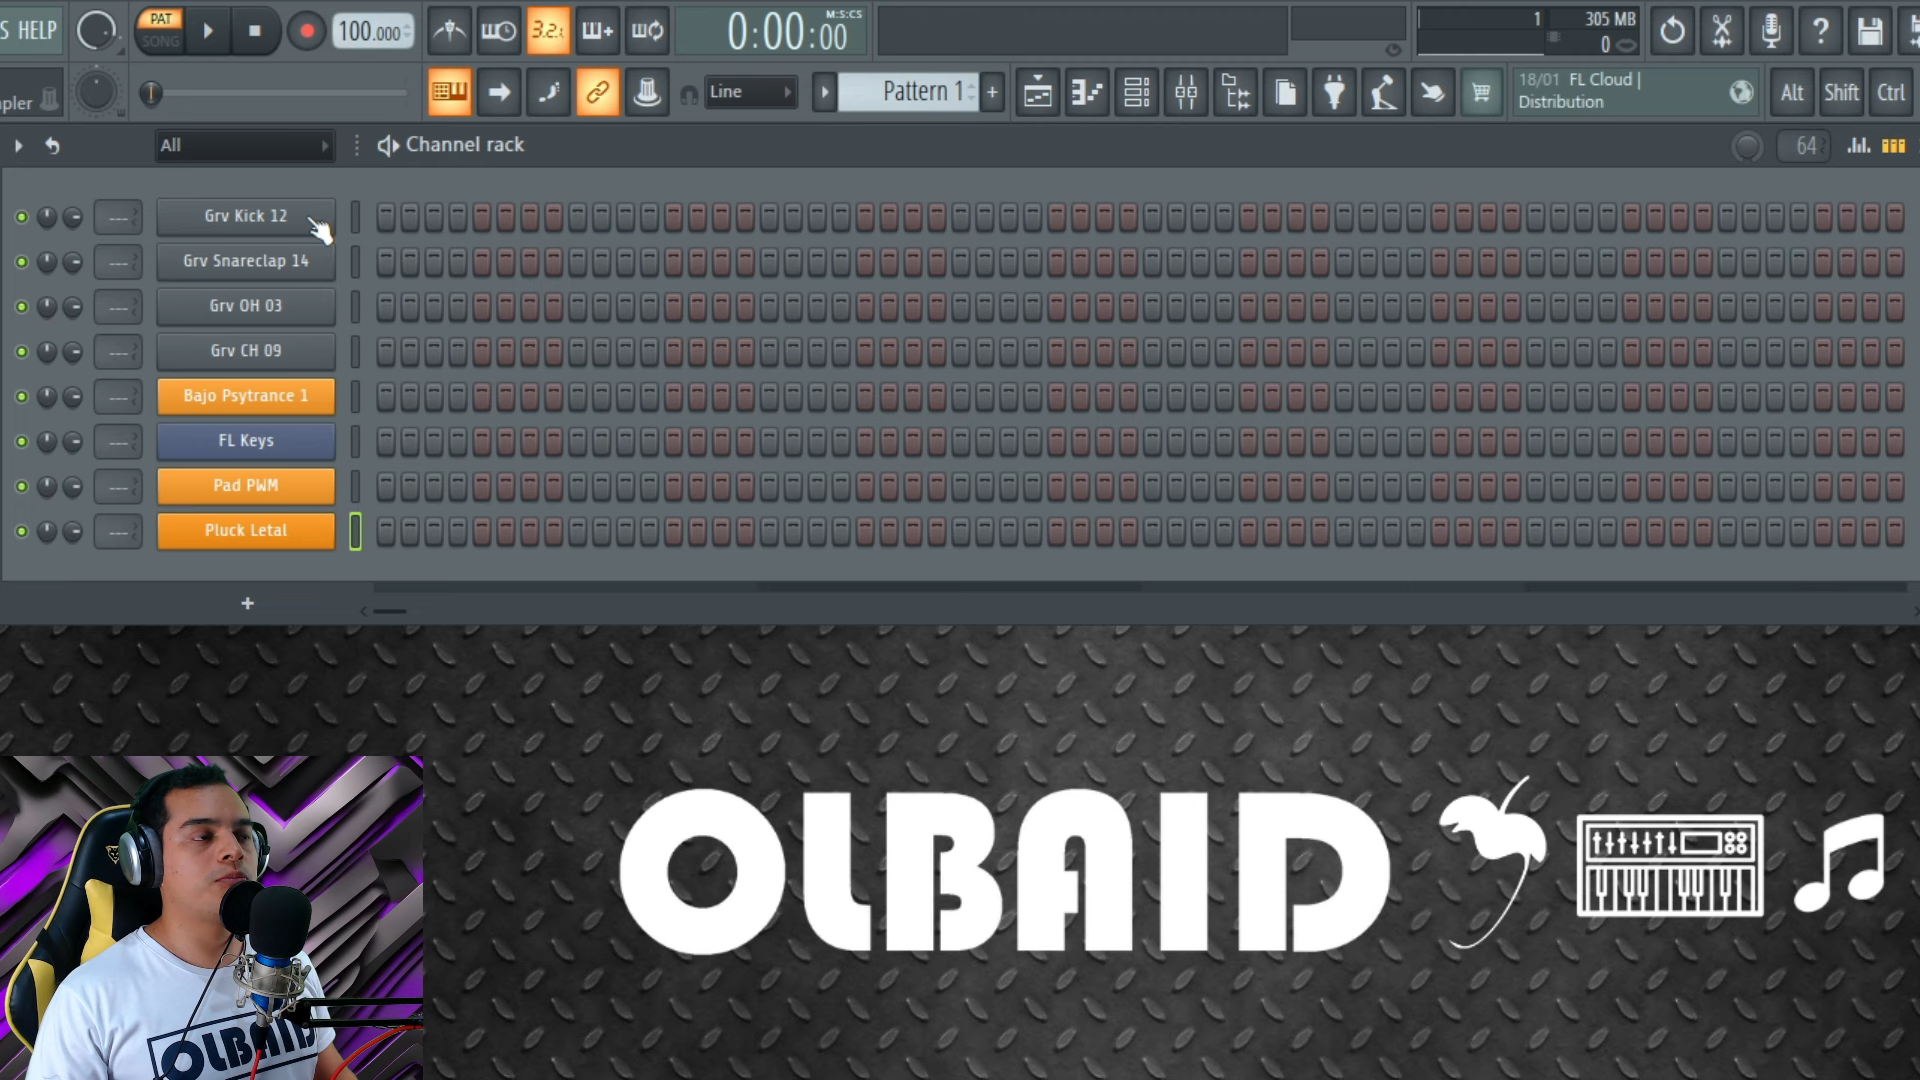 S HELP
PAT
SONG
100.000
3.2.
0:00:00
M:S:CS
1
305 MB
0
?
pler
Line
Pattern 1
+
18/01 FL Cloud |
Distribution
Alt
Shift
Ctrl
All
Channel rack
64
Grv Kick 12
Grv Snareclap 14
Grv OH 03
Grv CH 09
Bajo Psytrance 1
FL Keys
Pad PWM
Pluck Letal
+
OLBAID
OLBAID